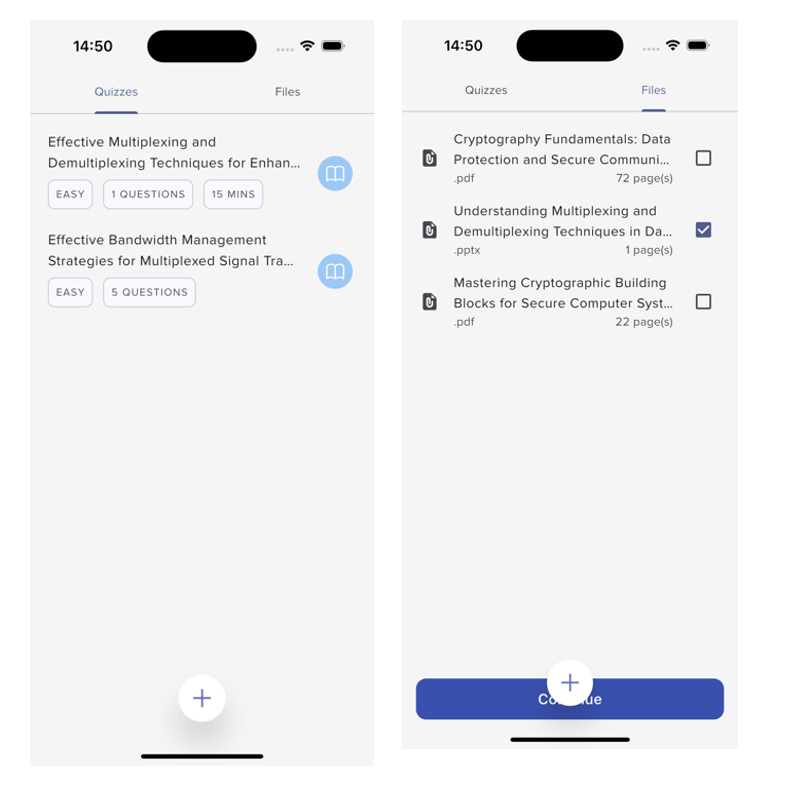 14:50
Quizzes Files
Effective Multiplexing and
Demultiplexing Techniques for Enhan...
EASY 1 QUESTIONS 15 MINS
Effective Bandwidth Management
Strategies for Multiplexed Signal Tra...
EASY 5 QUESTIONS
14:50
Quizzes Files
Cryptography Fundamentals: Data
Protection and Secure Communi...
.pdf 72 page(s)
Understanding Multiplexing and
Demultiplexing Techniques in Da...
.pptx 1 page(s)
Mastering Cryptographic Building
Blocks for Secure Computer Syst...
.pdf 22 page(s)